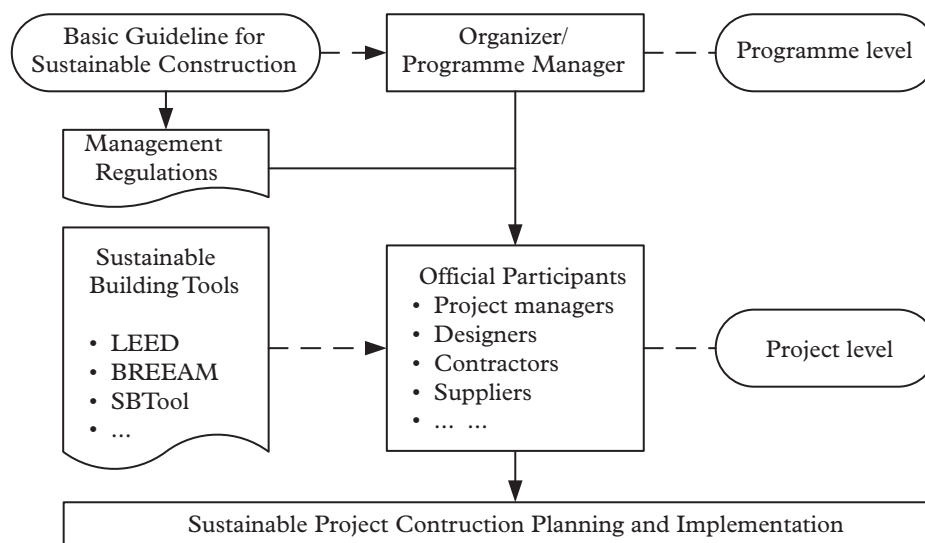 Basic Guideline for
Sustainable Construction
Organizer/
Programme Manager
Programme level
Management
Regulations
Sustainable
Building Tools
• LEED
• BREEAM
• SBTool
• ...
Official Participants
• Project managers
• Designers
• Contractors
• Suppliers
• ... ...
Project level
Sustainable Project Contruction Planning and Implementation